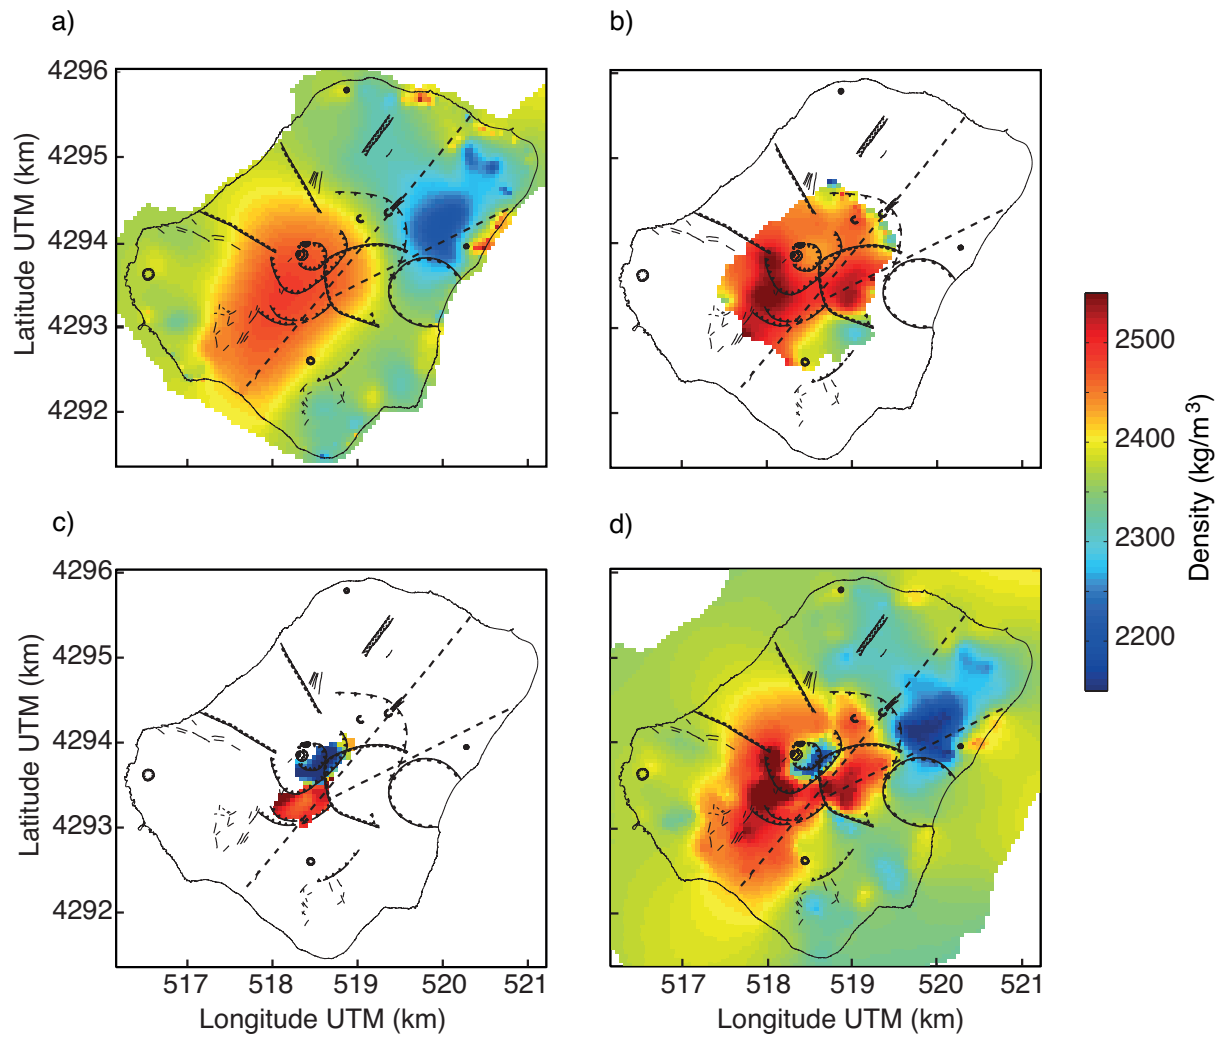 a)
b)
4296
4295
4294
4293
4292
Latitude UTM (km)
2500
2400
2300
2200
Density (kg/m³)
c)
d)
4296
4295
4294
4293
4292
Latitude UTM (km)
517 518 519 520 521
517 518 519 520 521
Longitude UTM (km)
Longitude UTM (km)